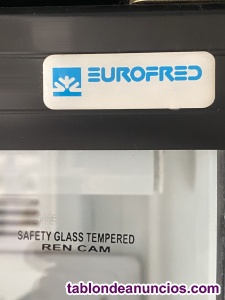 EUROFRED
SAFETY GLASS TEMPERED
REN CAM
tablondeanuncios.com